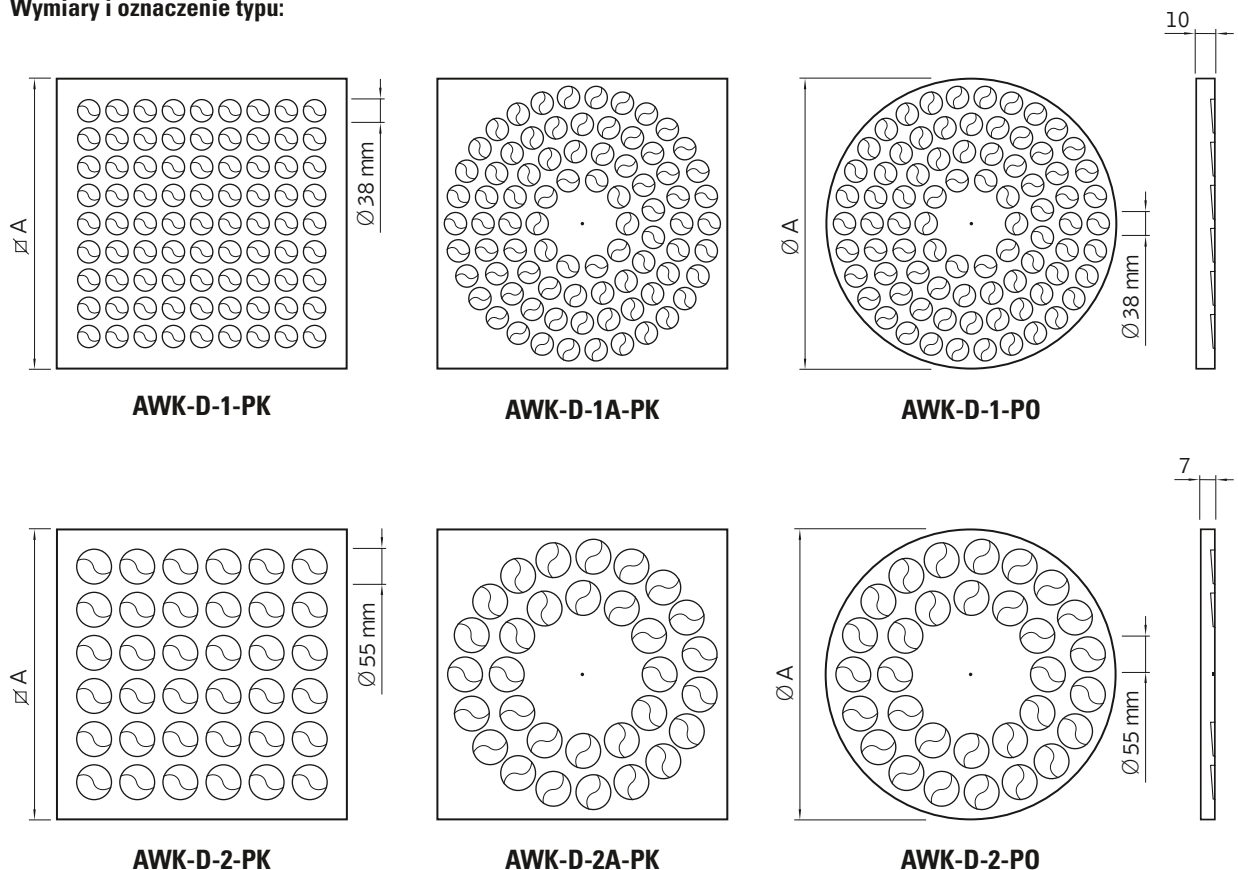 Wymiary i oznaczenie typu:
10
⌀ 38 mm
⌀ 38 mm
□ A
Ø A
AWK-D-1-PK
AWK-D-1A-PK
AWK-D-1-PO
7
□ A
⌀ 55 mm
Ø A
⌀ 55 mm
AWK-D-2-PK
AWK-D-2A-PK
AWK-D-2-PO